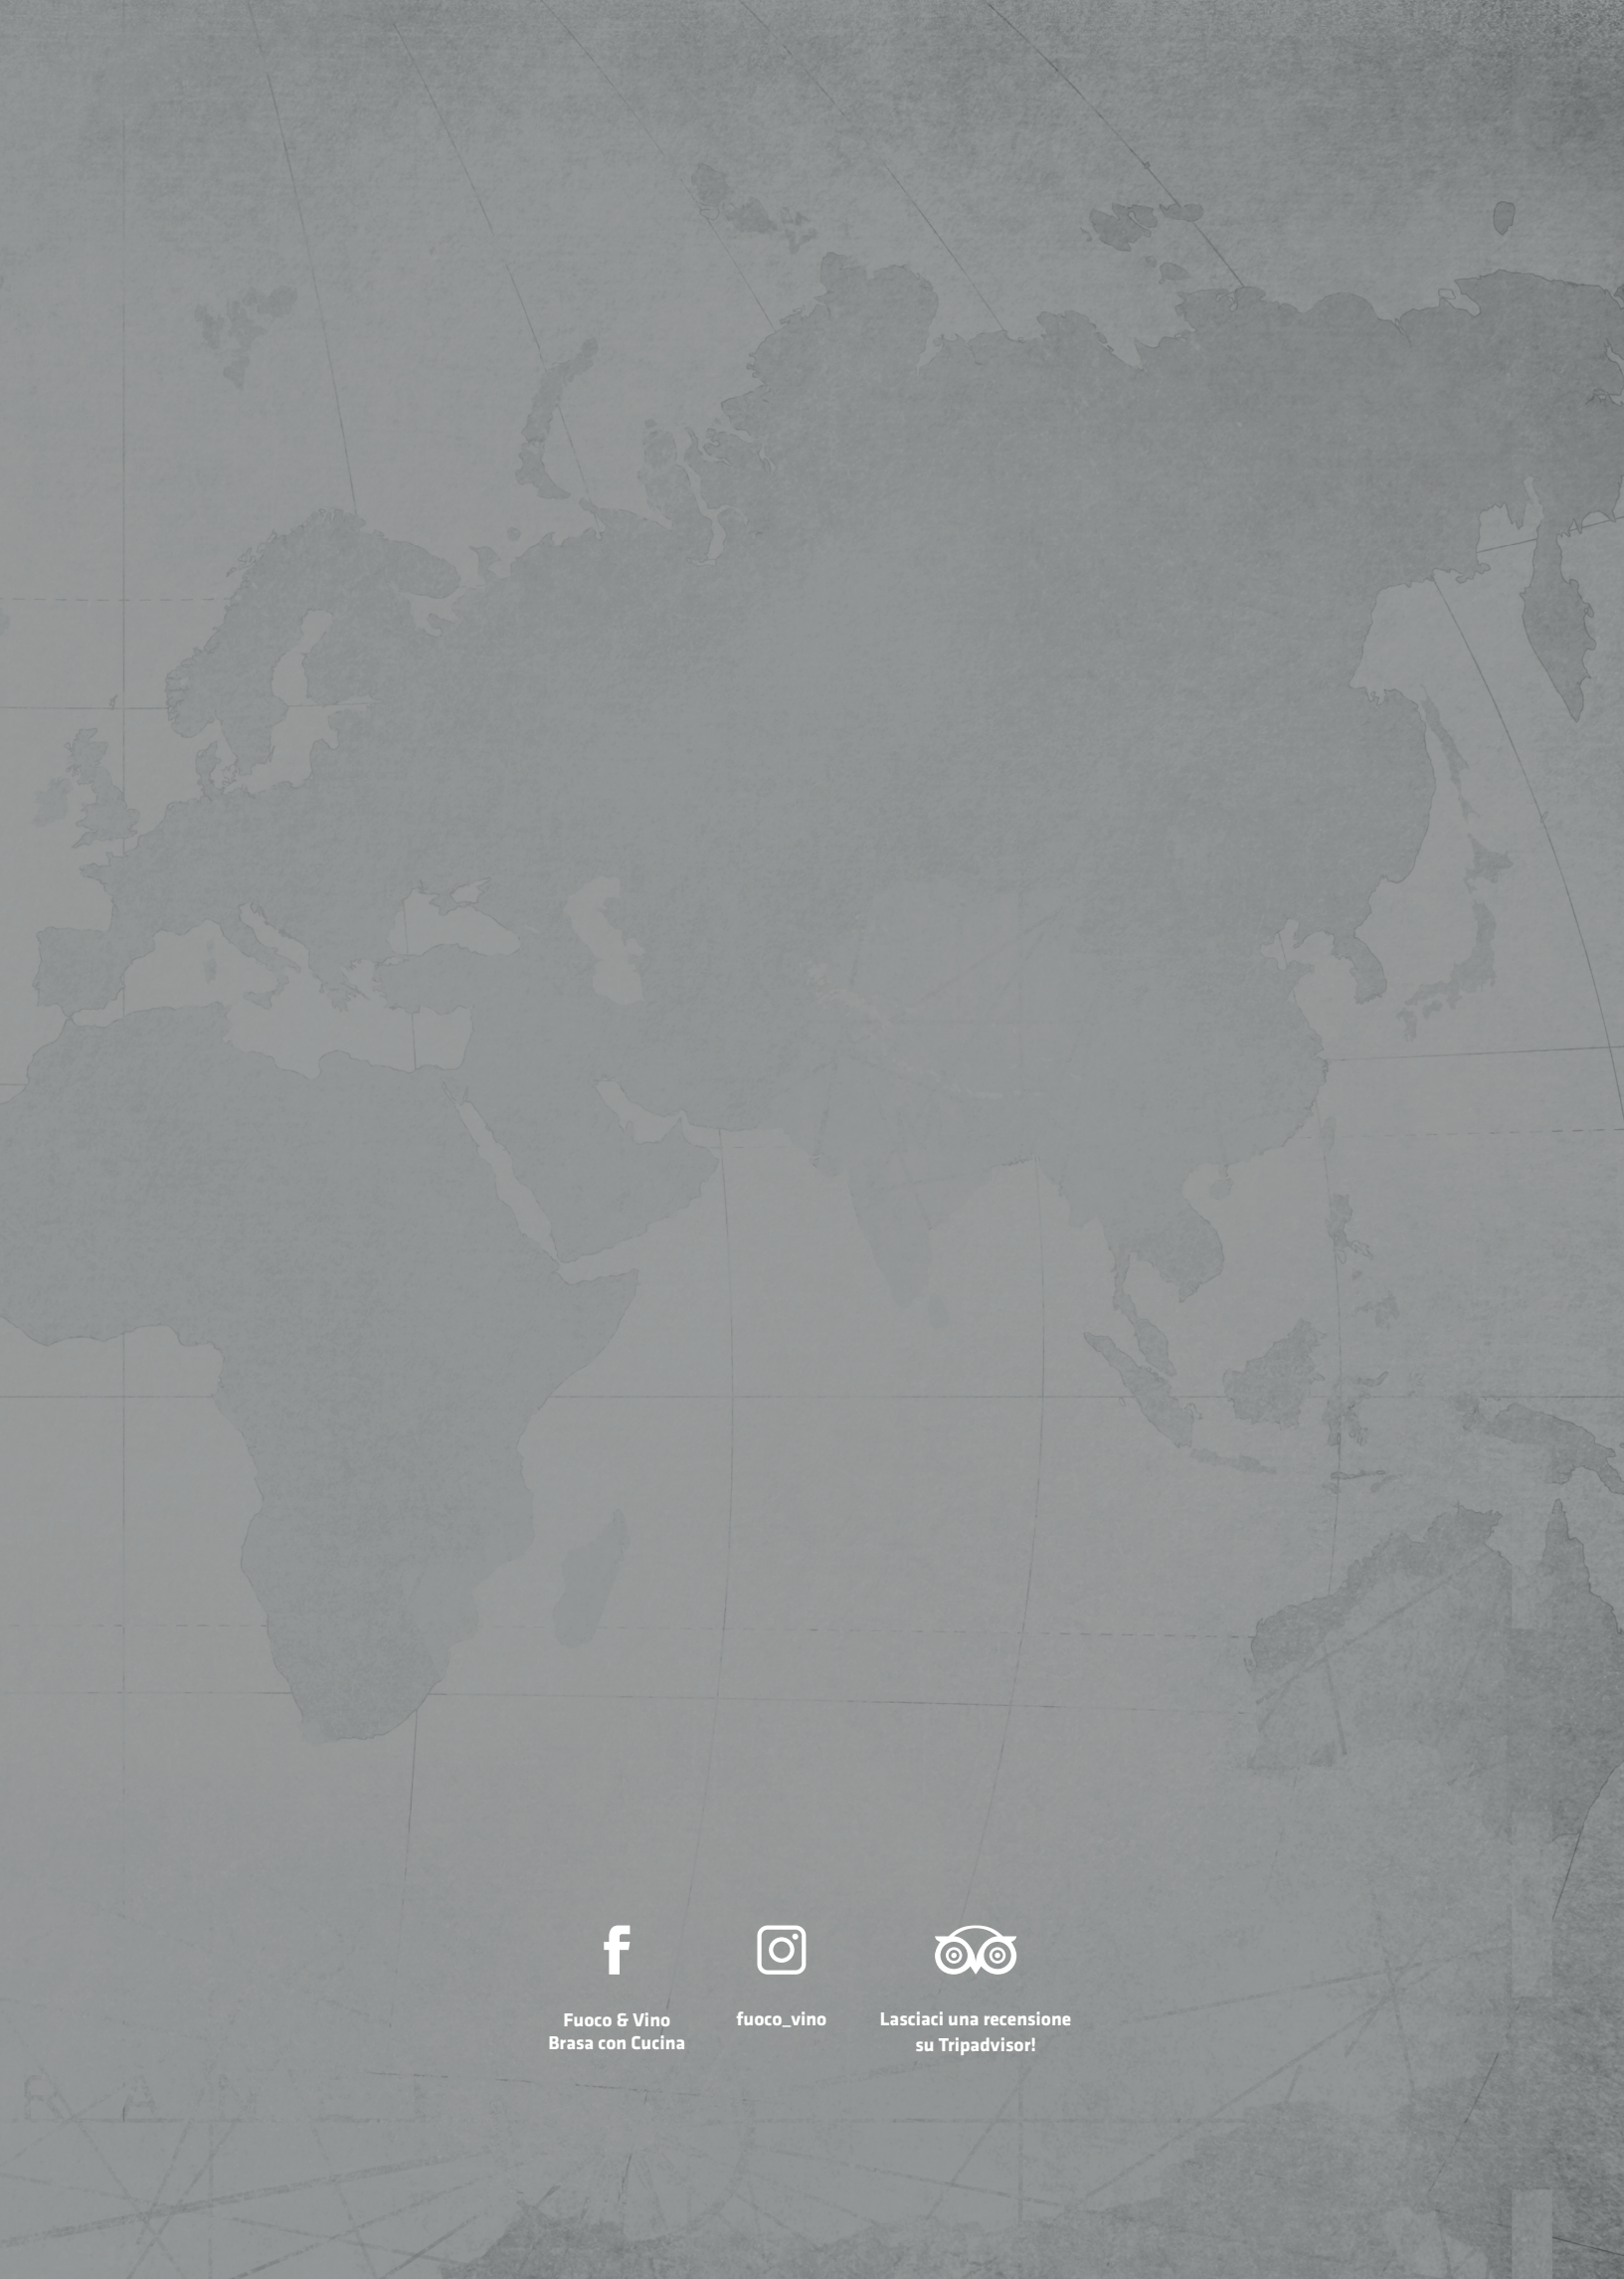 Fuoco & Vino
Brasa con Cucina
fuoco_vino
Lasciaci una recensione
su Tripadvisor!